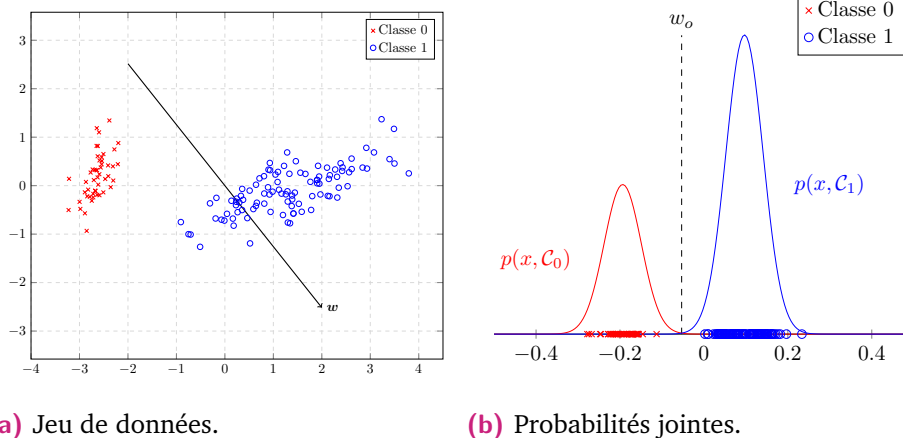 Classe 0
Classe 1
3
2
1
0
−1
−2
−3
−4
−3
−2
−1
0
1
2
3
4
w
Classe 0
Classe 1
w_o
p(x, C_1)
p(x, C_0)
−0.4
−0.2
0
0.2
0.4
a) Jeu de données.
(b) Probabilités jointes.